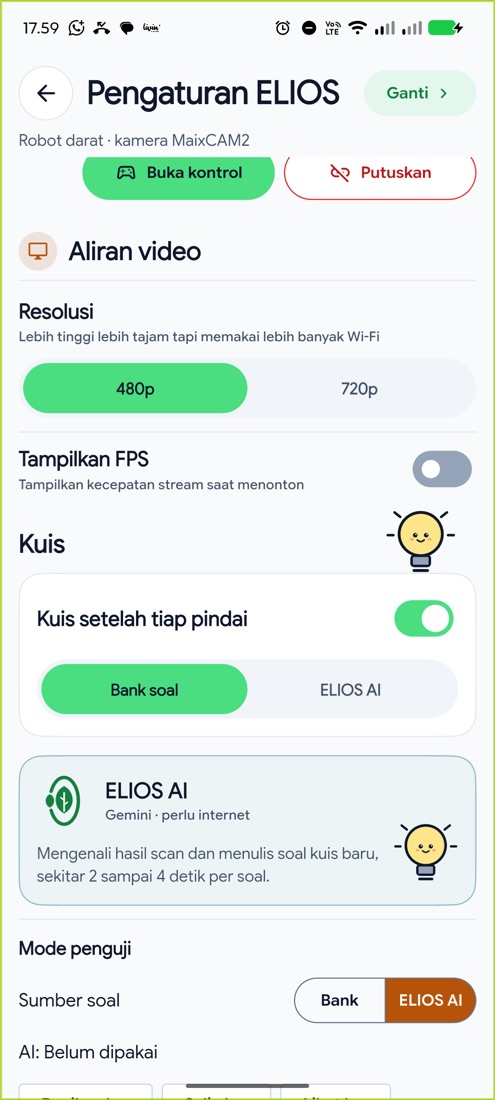 17.59
Vo))
LTE
Pengaturan ELIOS
Ganti
Robot darat · kamera MaixCAM2
Buka kontrol
Putuskan
Aliran video
Resolusi
Lebih tinggi lebih tajam tapi memakai lebih banyak Wi-Fi
480p
720p
Tampilkan FPS
Tampilkan kecepatan stream saat menonton
Kuis
Kuis setelah tiap pindai
Bank soal
ELIOS AI
ELIOS AI
Gemini · perlu internet
Mengenali hasil scan dan menulis soal kuis baru,
sekitar 2 sampai 4 detik per soal.
Mode penguji
Sumber soal
Bank
ELIOS AI
AI: Belum dipakai